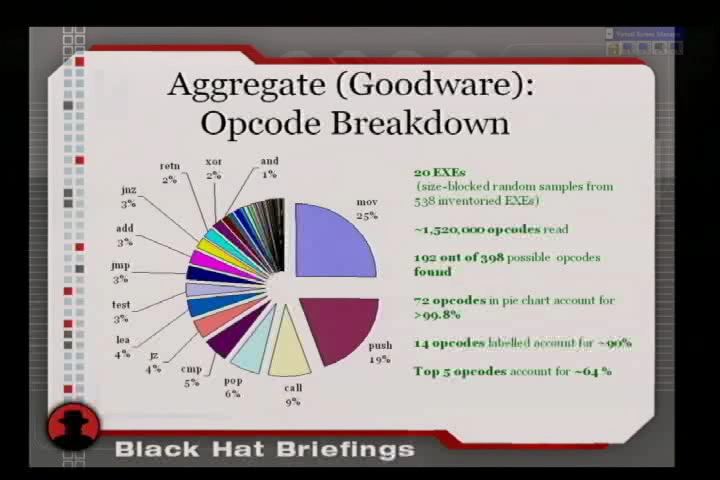 Virtual Screen Manager
Aggregate (Goodware):
Opcode Breakdown
retn
2%
xor
2%
and
1%
jnz
3%
add
3%
jmp
3%
test
3%
lea
4%
jz
4%
cmp
5%
pop
6%
call
9%
push
19%
mov
25%
20 EXEs
(size-blocked random samples from
538 inventoried EXEs)
~1,520,000 opcodes read
192 out of 398 possible opcodes
found
72 opcodes in pie chart account for
>99.8%
14 opcodes labelled account for ~90%
Top 5 opcodes account for ~64 %
Black Hat Briefings